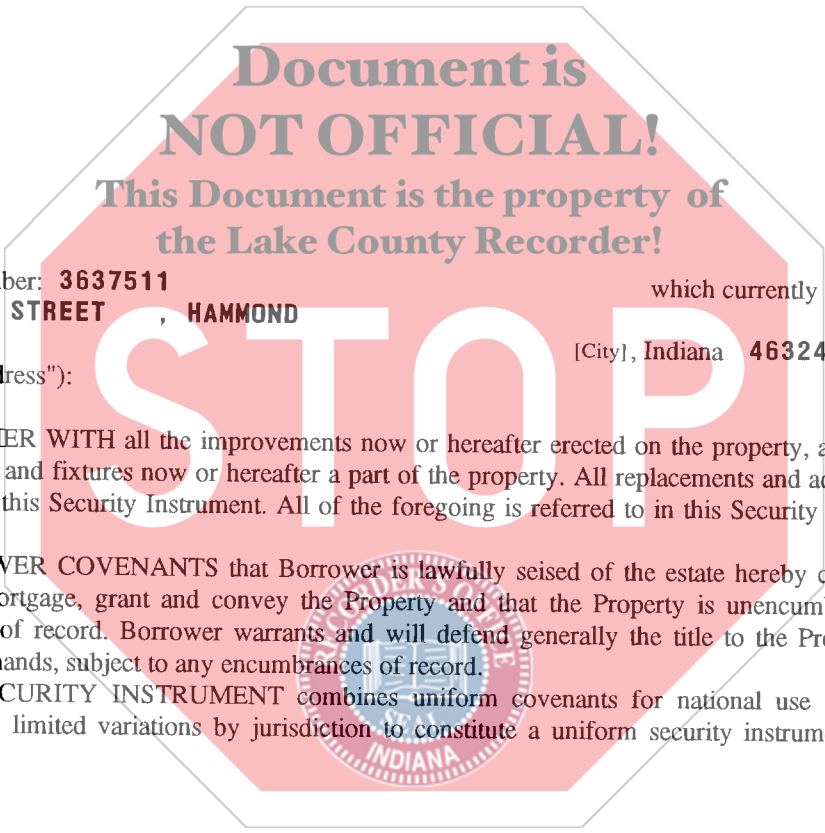 Document is
NOT OFFICIAL!
This Document is the property of
the Lake County Recorder!
ber: 3637511
which currently
STREET , HAMMOND
[City], Indiana 46324
dress"):
STOP
ER WITH all the improvements now or hereafter erected on the property, a
and fixtures now or hereafter a part of the property. All replacements and ad
this Security Instrument. All of the foregoing is referred to in this Security
VER COVENANTS that Borrower is lawfully seised of the estate hereby c
ortgage, grant and convey the Property and that the Property is unencum
of record. Borrower warrants and will defend generally the title to the Pro
ands, subject to any encumbrances of record.
CURITY INSTRUMENT combines uniform covenants for national use
limited variations by jurisdiction to constitute a uniform security instrum
RECORDER'S OFFICE
SEAL
INDIANA